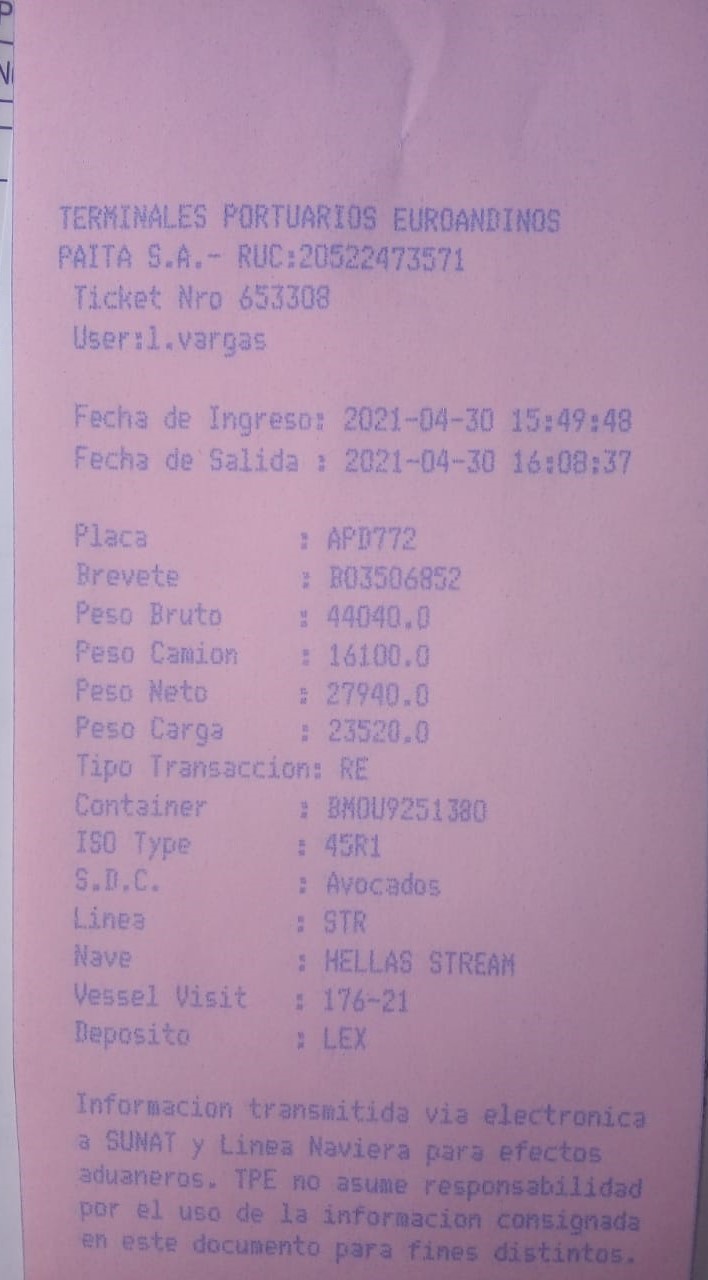 TERMINALES PORTUARIOS EUROANDINOS
PAITA S.A.- RUC:20522473571
Ticket Nro 653308
User:l.vargas
Fecha de Ingreso: 2021-04-30 15:49:48
Fecha de Salida : 2021-04-30 16:08:37
Placa : APD772
Brevete : B03506852
Peso Bruto : 44040.0
Peso Camion : 16100.0
Peso Neto : 27940.0
Peso Carga : 23520.0
Tipo Transaccion: RE
Container : BMOU9251380
ISO Type : 45R1
S.D.C. : Avocados
Linea : STR
Nave : HELLAS STREAM
Vessel Visit : 176-21
Deposito : LEX
Informacion transmitida via electronica
a SUNAT y Linea Naviera para efectos
aduaneros. TPE no asume responsabilidad
por el uso de la informacion consignada
en este documento para fines distintos.